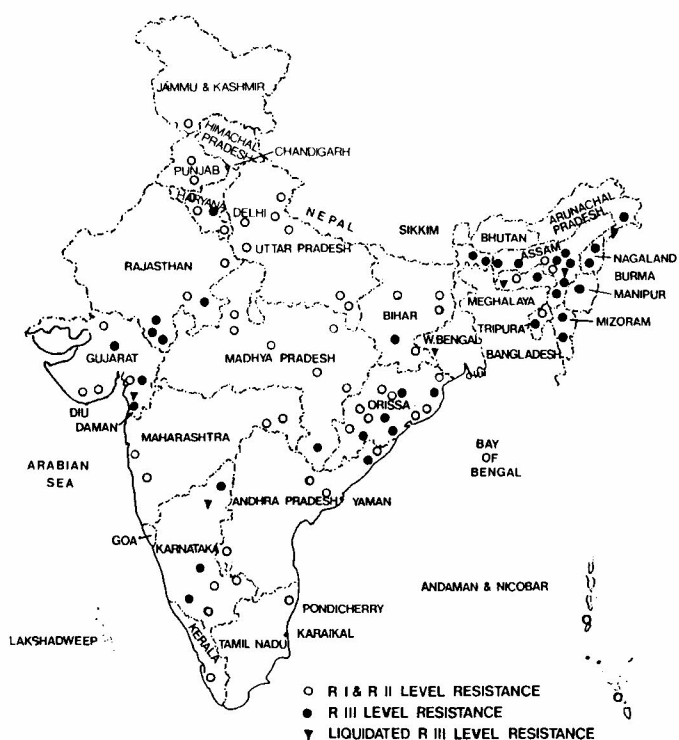 JAMMU & KASHMIR
HIMACHAL
PRADESH
CHANDIGARH
PUNJAB
HARYANA
DELHI
NEPAL
SIKKIM
ARUNACHAL
PRADESH
BHUTAN
ASSAM
UTTAR PRADESH
NAGALAND
RAJASTHAN
BURMA
MEGHALAYA
MANIPUR
BIHAR
TRIPURA
MIZORAM
W.BENGAL
BANGLADESH
GUJARAT
MADHYA PRADESH
DIU
DAMAN
ORISSA
MAHARASHTRA
ARABIAN
SEA
BAY
OF
BENGAL
ANDHRA PRADESH
YAMAN
GOA
KARNATAKA
ANDAMAN & NICOBAR
PONDICHERRY
KARAIKAL
LAKSHADWEEP
KERALA
TAMIL NADU
R I & R II LEVEL RESISTANCE
R III LEVEL RESISTANCE
LIQUIDATED R III LEVEL RESISTANCE